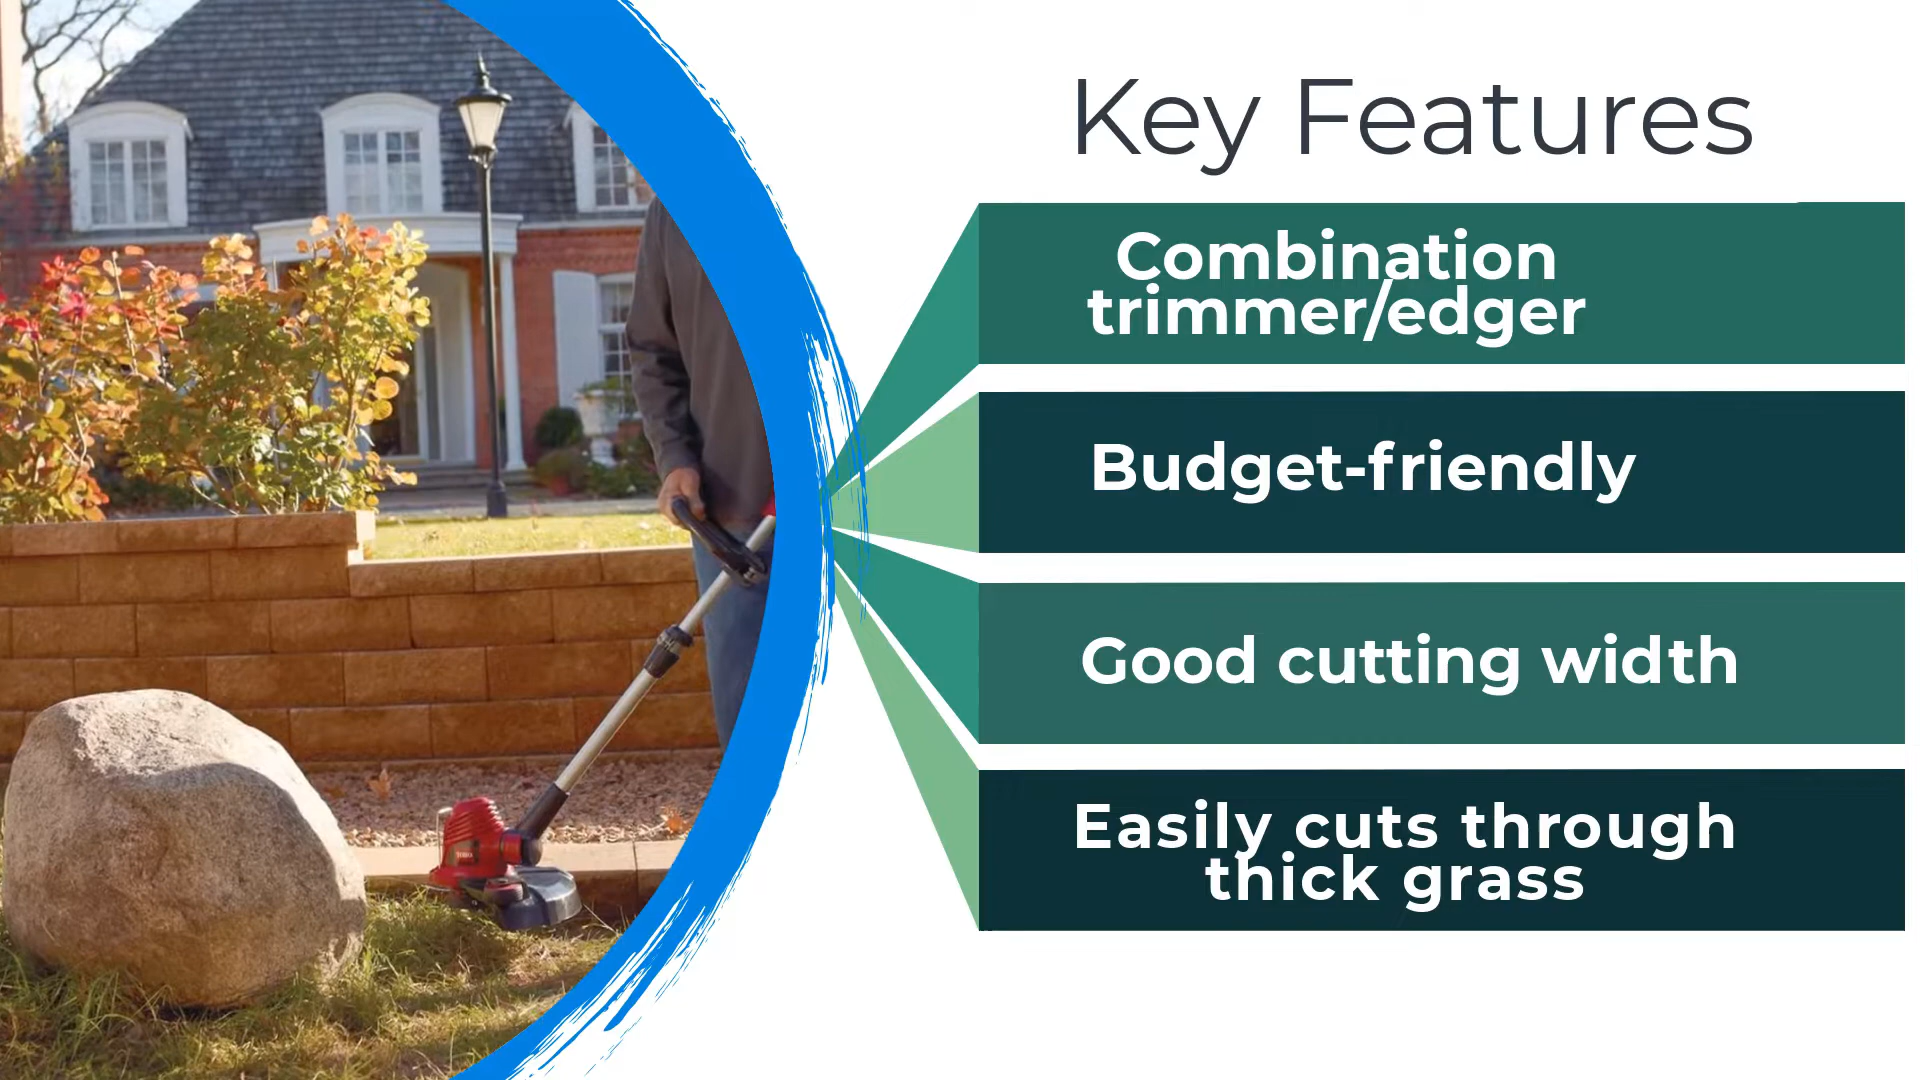 Key Features
Combination
trimmer/edger
Budget-friendly
Good cutting width
Easily cuts through
thick grass